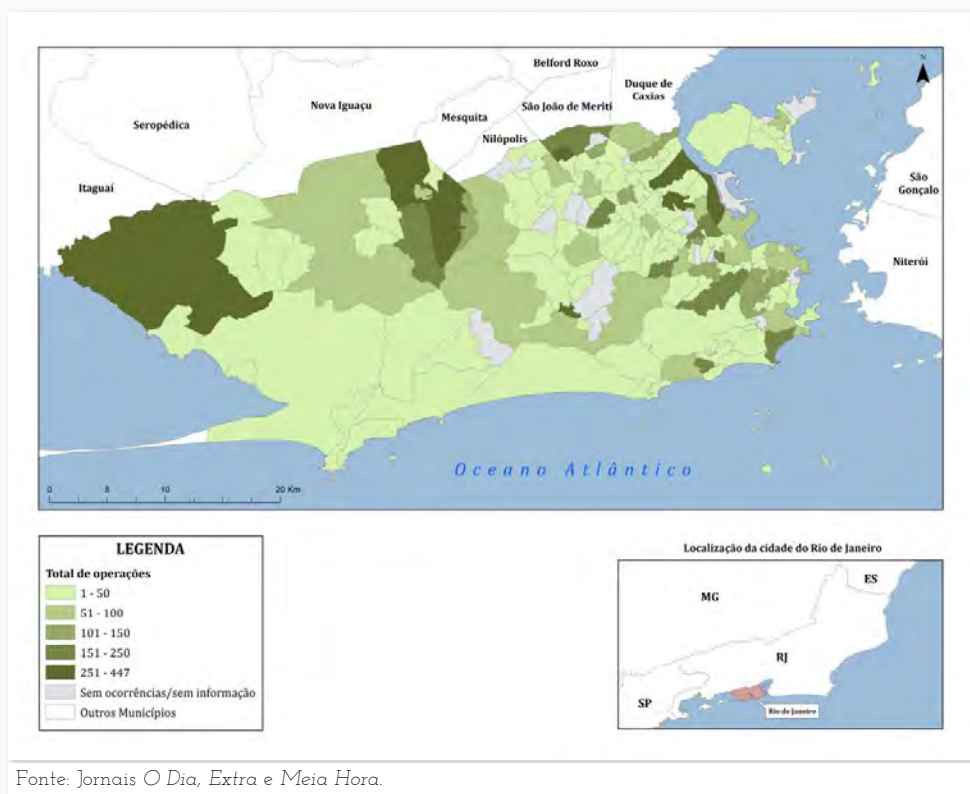 Belford Roxo
Duque de
Caxias
N
Nova Iguaçu
São João de Meriti
Mesquita
Seropédica
Nilópolis
Itaguaí
São
Gonçalo
Niterói
Oceano Atlântico
0 5 10 20 Km
LEGENDA
Total de operações
1 - 50
51 - 100
101 - 150
151 - 250
251 - 447
Sem ocorrências/sem informação
Outros Municípios
Localização da cidade do Rio de Janeiro
ES
MG
RJ
SP
Rio de Janeiro
Fonte: Jornais O Dia, Extra e Meia Hora.